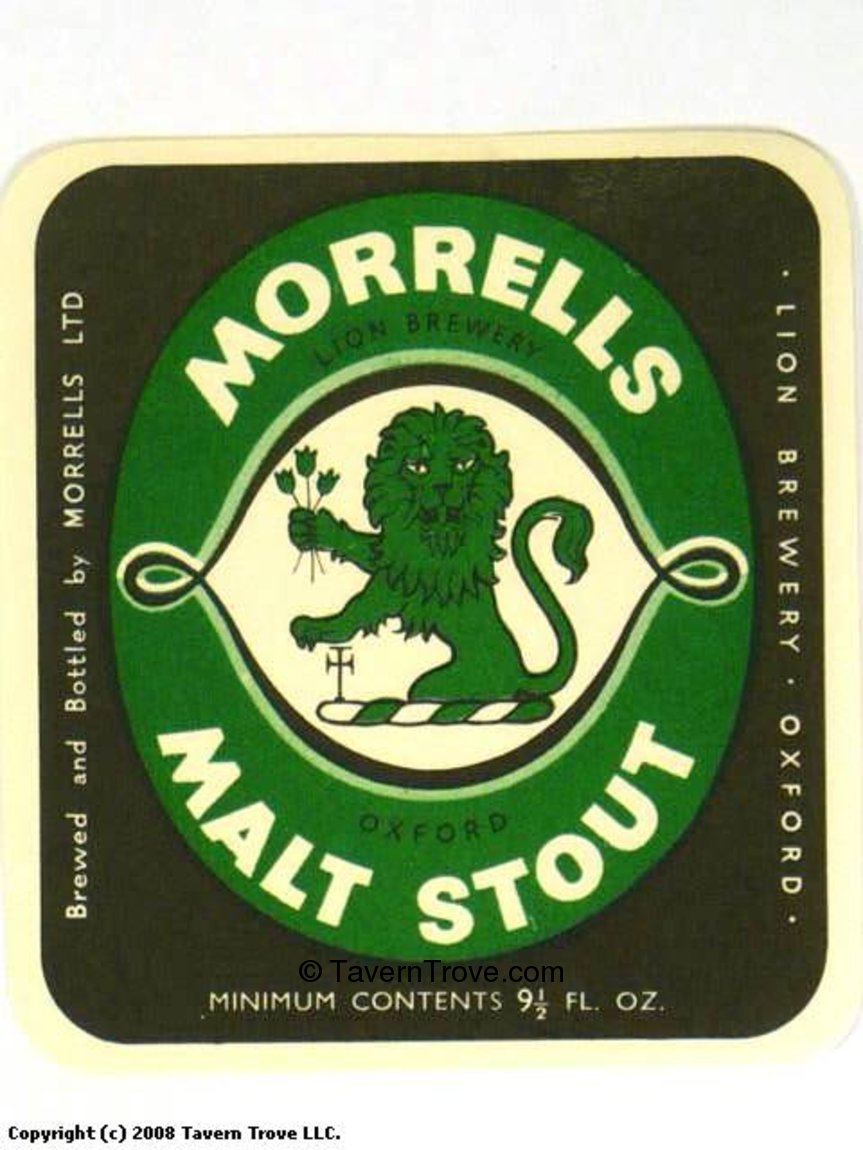 MORRELLS
LION BREWERY
Brewed and Bottled by MORRELLS LTD
· LION BREWERY · OXFORD ·
OXFORD
MALT STOUT
© TavernTrove.com
MINIMUM CONTENTS 9½ FL. OZ.
Copyright (c) 2008 Tavern Trove LLC.